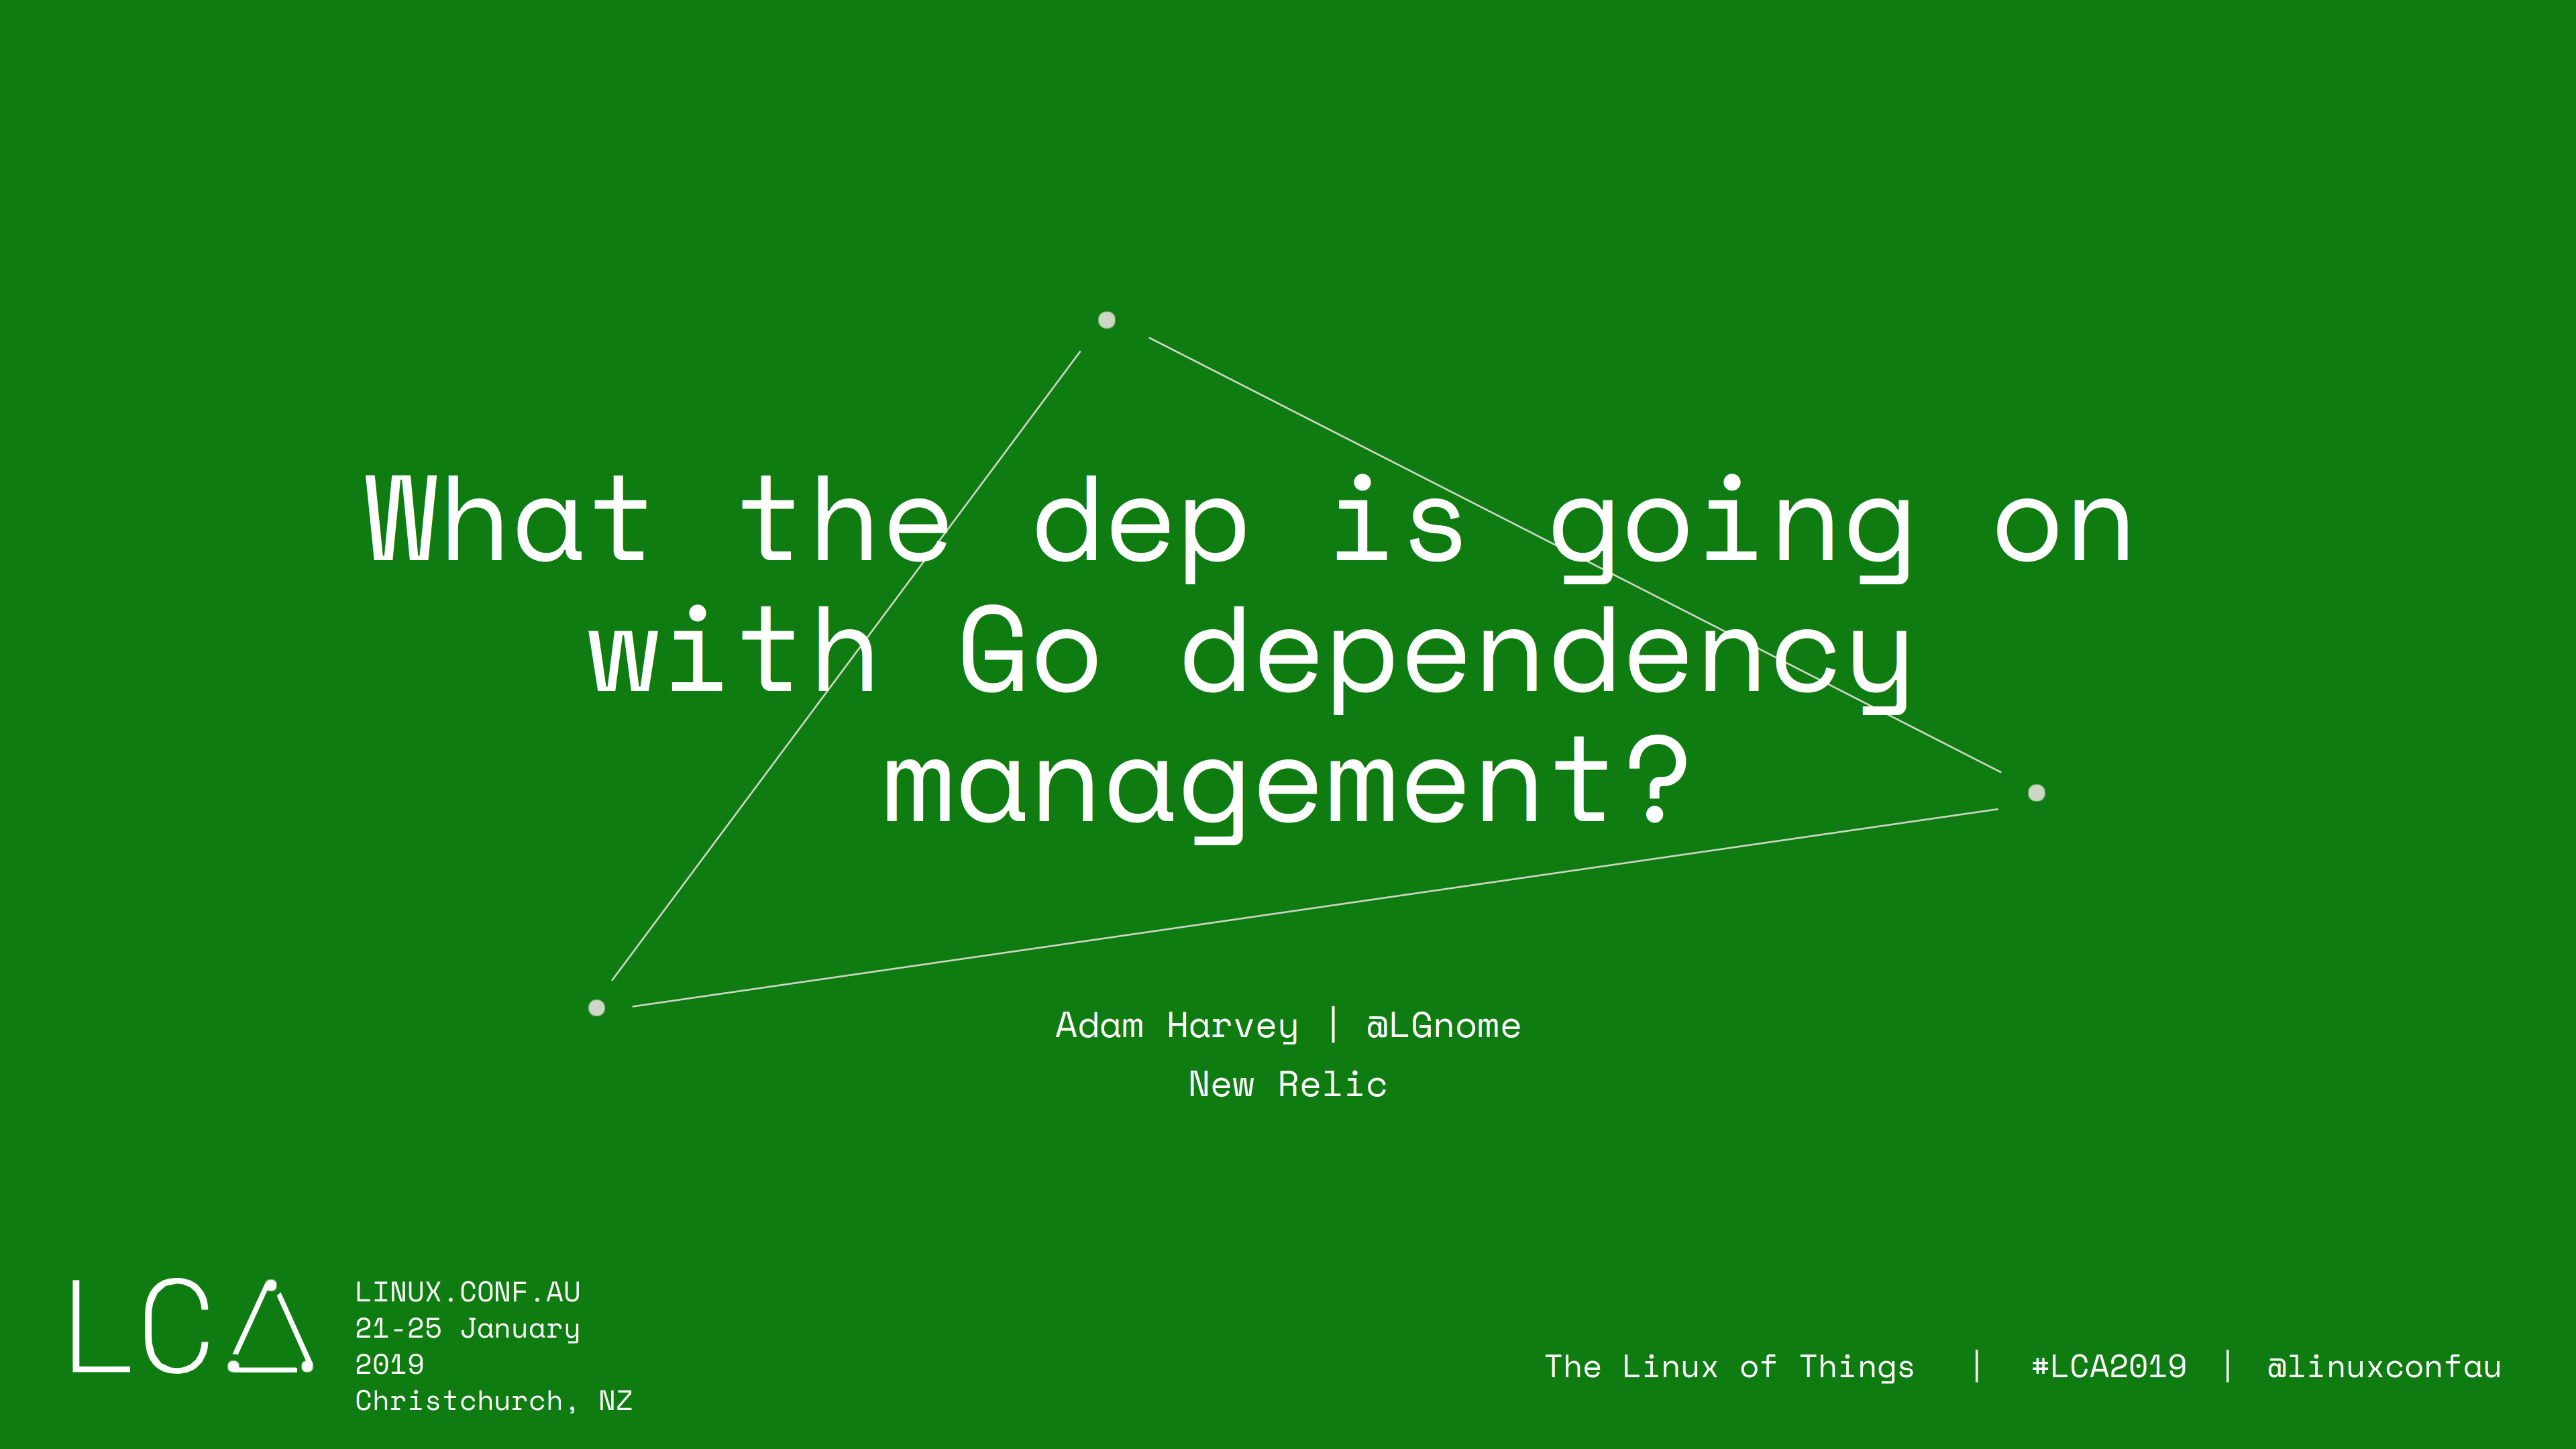 What the dep is going on
with Go dependency
management?
Adam Harvey | @LGnome
New Relic
LCA
LINUX.CONF.AU
21-25 January
2019
Christchurch, NZ
The Linux of Things | #LCA2019 | @linuxconfau